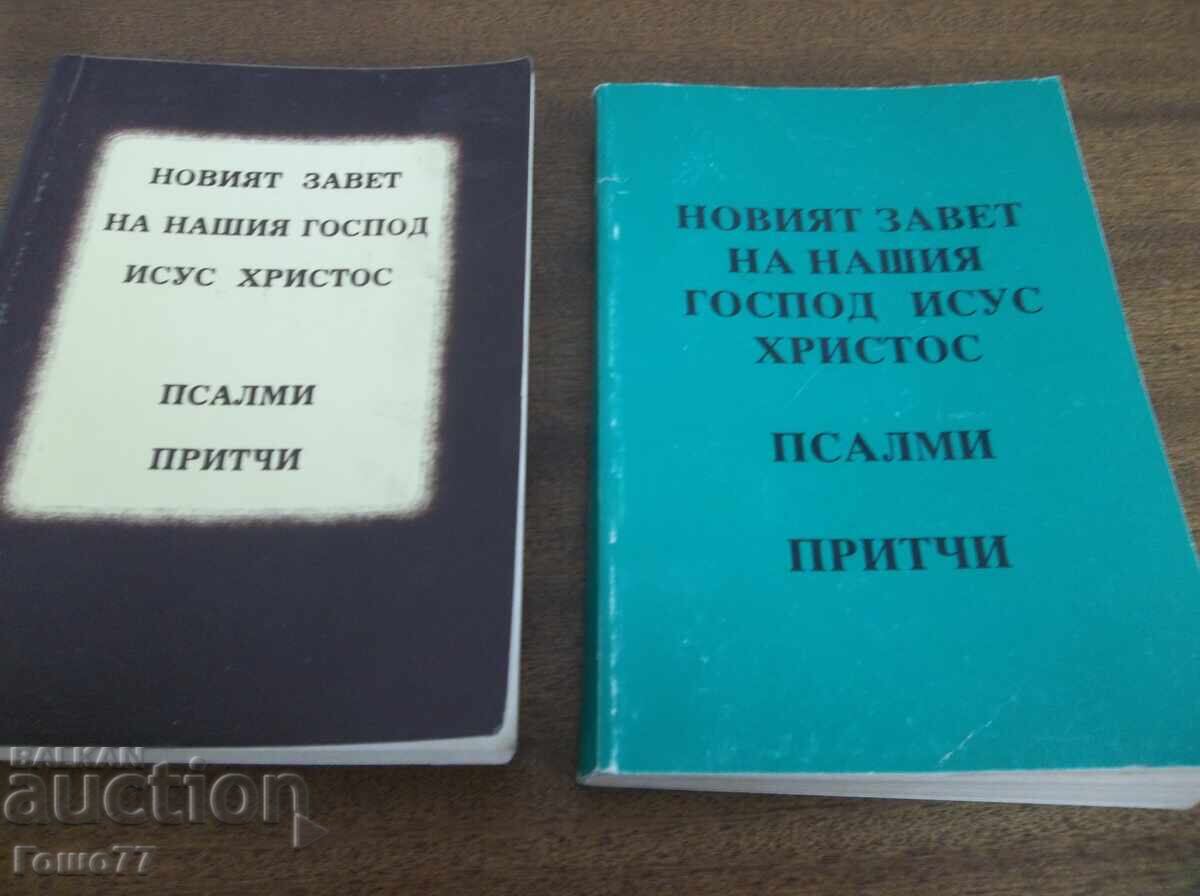 НОВИЯТ ЗАВЕТ
НА НАШИЯ ГОСПОД
ИСУС ХРИСТОС
ПСАЛМИ
ПРИТЧИ
НОВИЯТ ЗАВЕТ
НА НАШИЯ
ГОСПОД ИСУС
ХРИСТОС
ПСАЛМИ
ПРИТЧИ
BALKAN
auction
Гошо77